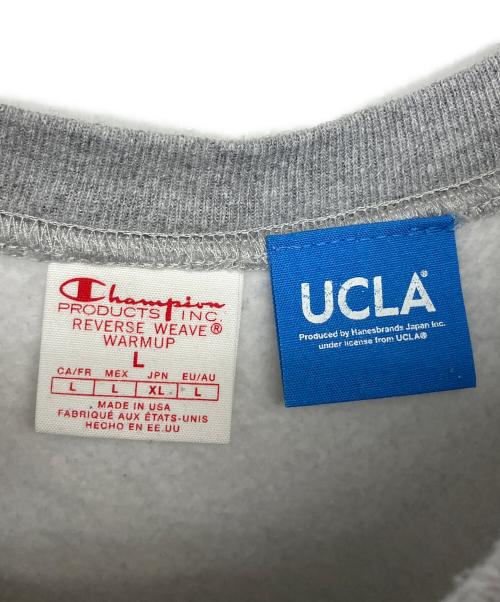 Champion
PRODUCTS INC.
REVERSE WEAVE®
WARMUP
L
CA/FR MEX JPN EU/AU
L L XL L
MADE IN USA
FABRIQUÉ AUX ÉTATS-UNIS
HECHO EN EE.UU
UCLA®
Produced by Hanesbrands Japan Inc.
under license from UCLA®